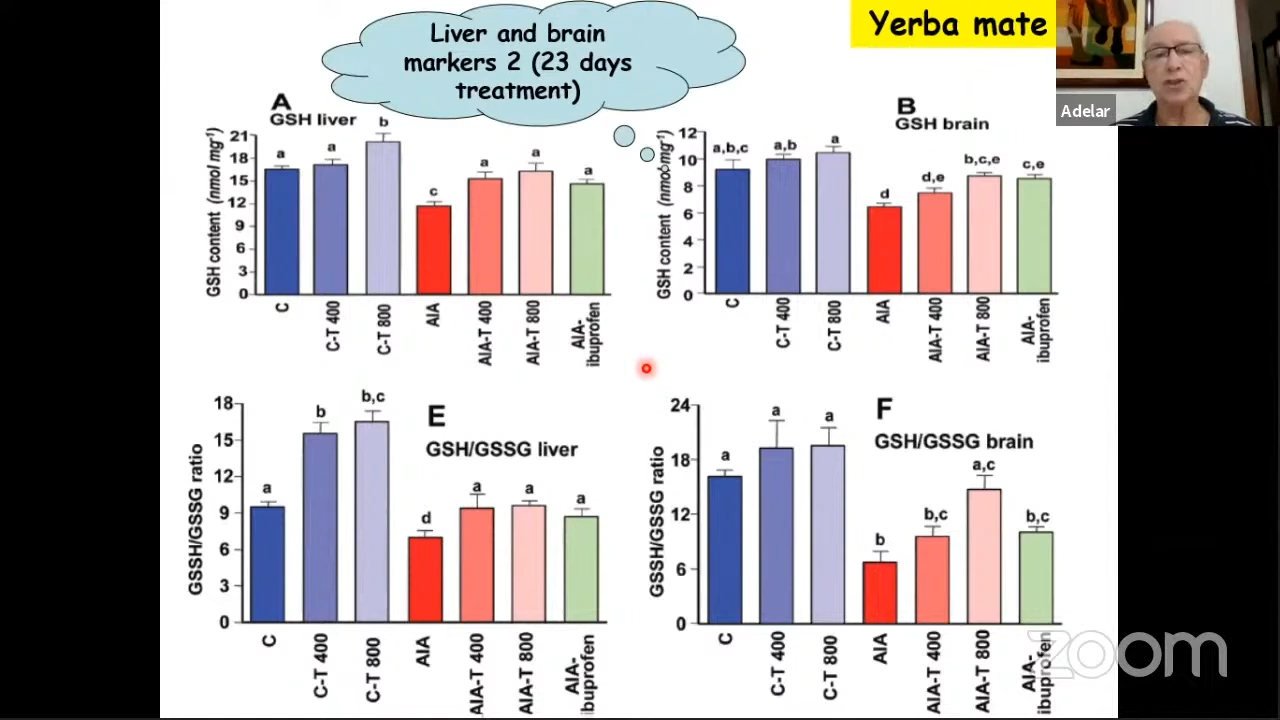 Liver and brain
markers 2 (23 days
treatment)
Yerba mate
Adelar
A
GSH liver
GSH content (nmol mg-1)
21
18
15
12
9
6
3
0
a
a
b
c
a
a
a
C
C-T 400
C-T 800
AIA
AIA-T 400
AIA-T 800
AIA-
ibuprofen
B
GSH brain
GSH content (nmol mg-1)
12
10
8
6
4
2
0
a,b,c
a,b
a
d
d,e
b,c,e
c,e
C
C-T 400
C-T 800
AIA
AIA-T 400
AIA-T 800
AIA-
ibuprofen
E
GSH/GSSG liver
GSSH/GSSG ratio
18
15
12
9
6
3
0
a
b
b,c
d
a
a
a
C
C-T 400
C-T 800
AIA
AIA-T 400
AIA-T 800
AIA-
ibuprofen
F
GSH/GSSG brain
GSSH/GSSG ratio
24
18
12
6
0
a
a
a
b
b,c
a,c
b,c
C
C-T 400
C-T 800
AIA
AIA-T 400
AIA-T 800
AIA-
ibuprofen
zoom